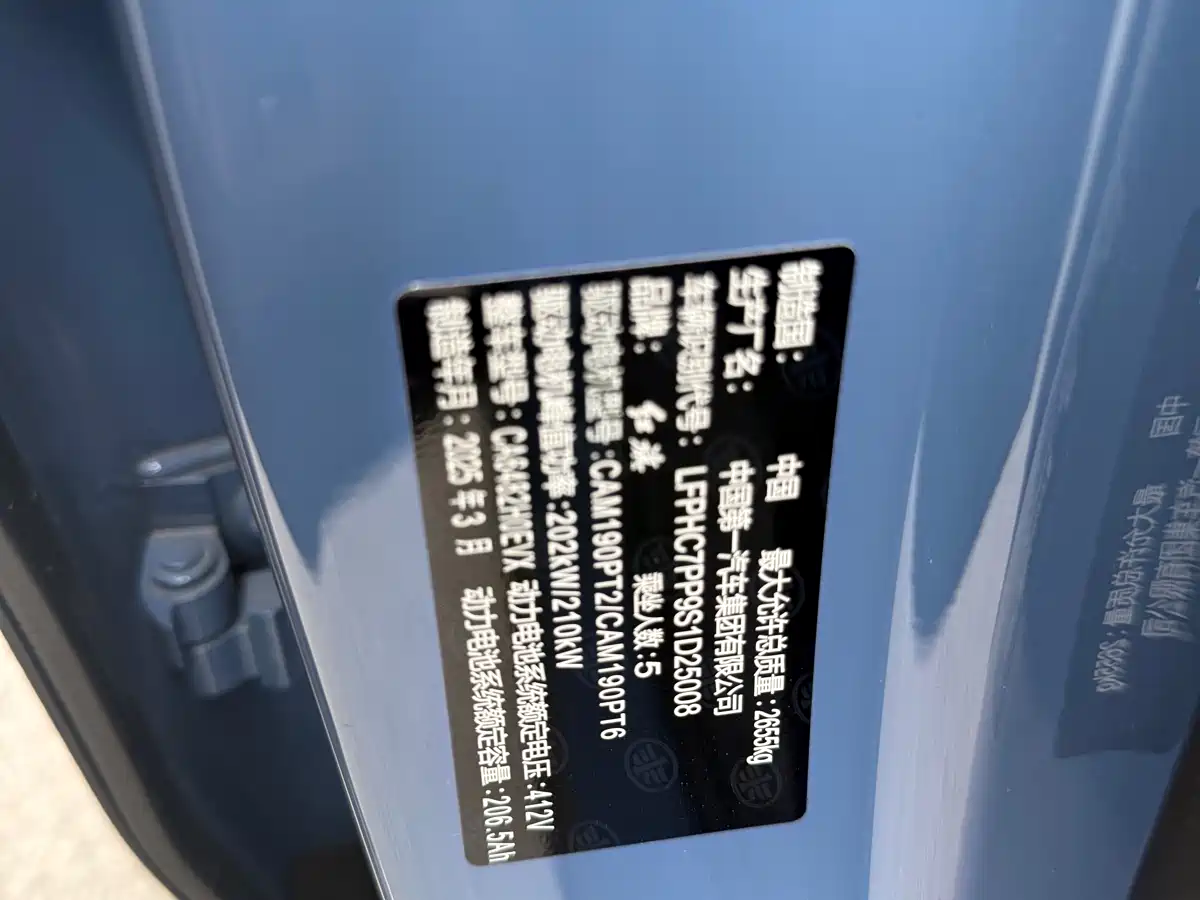 制造国： 中国 最大允许总质量：2655kg
生产厂名： 中国第一汽车集团有限公司
车辆识别代号：LFPHC7PP9S1D25008
品牌： 红旗 乘坐人数：5
驱动电机型号：CAM190PT2/CAM190PT6
驱动电机峰值功率：202kW/210kW
整车型号：CA6482H0EVX 动力电池系统额定电压：412V
制造年月：2025 年 3 月 动力电池系统额定容量：206.5Ah